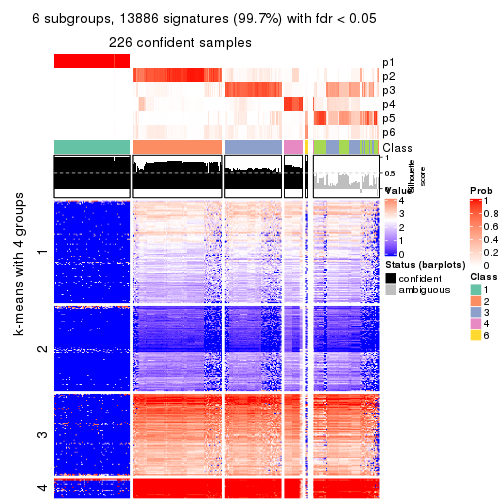 6 subgroups, 13886 signatures (99.7%) with fdr < 0.05
226 confident samples
p1
p2
p3
p4
p5
p6
Class
1
0.5
0
Silhouette
score
k-means with 4 groups
1
2
3
4
Value
4
3
2
1
0
Status (barplots)
confident
ambiguous
Prob
1
0.8
0.6
0.4
0.2
0
Class
1
2
3
4
6